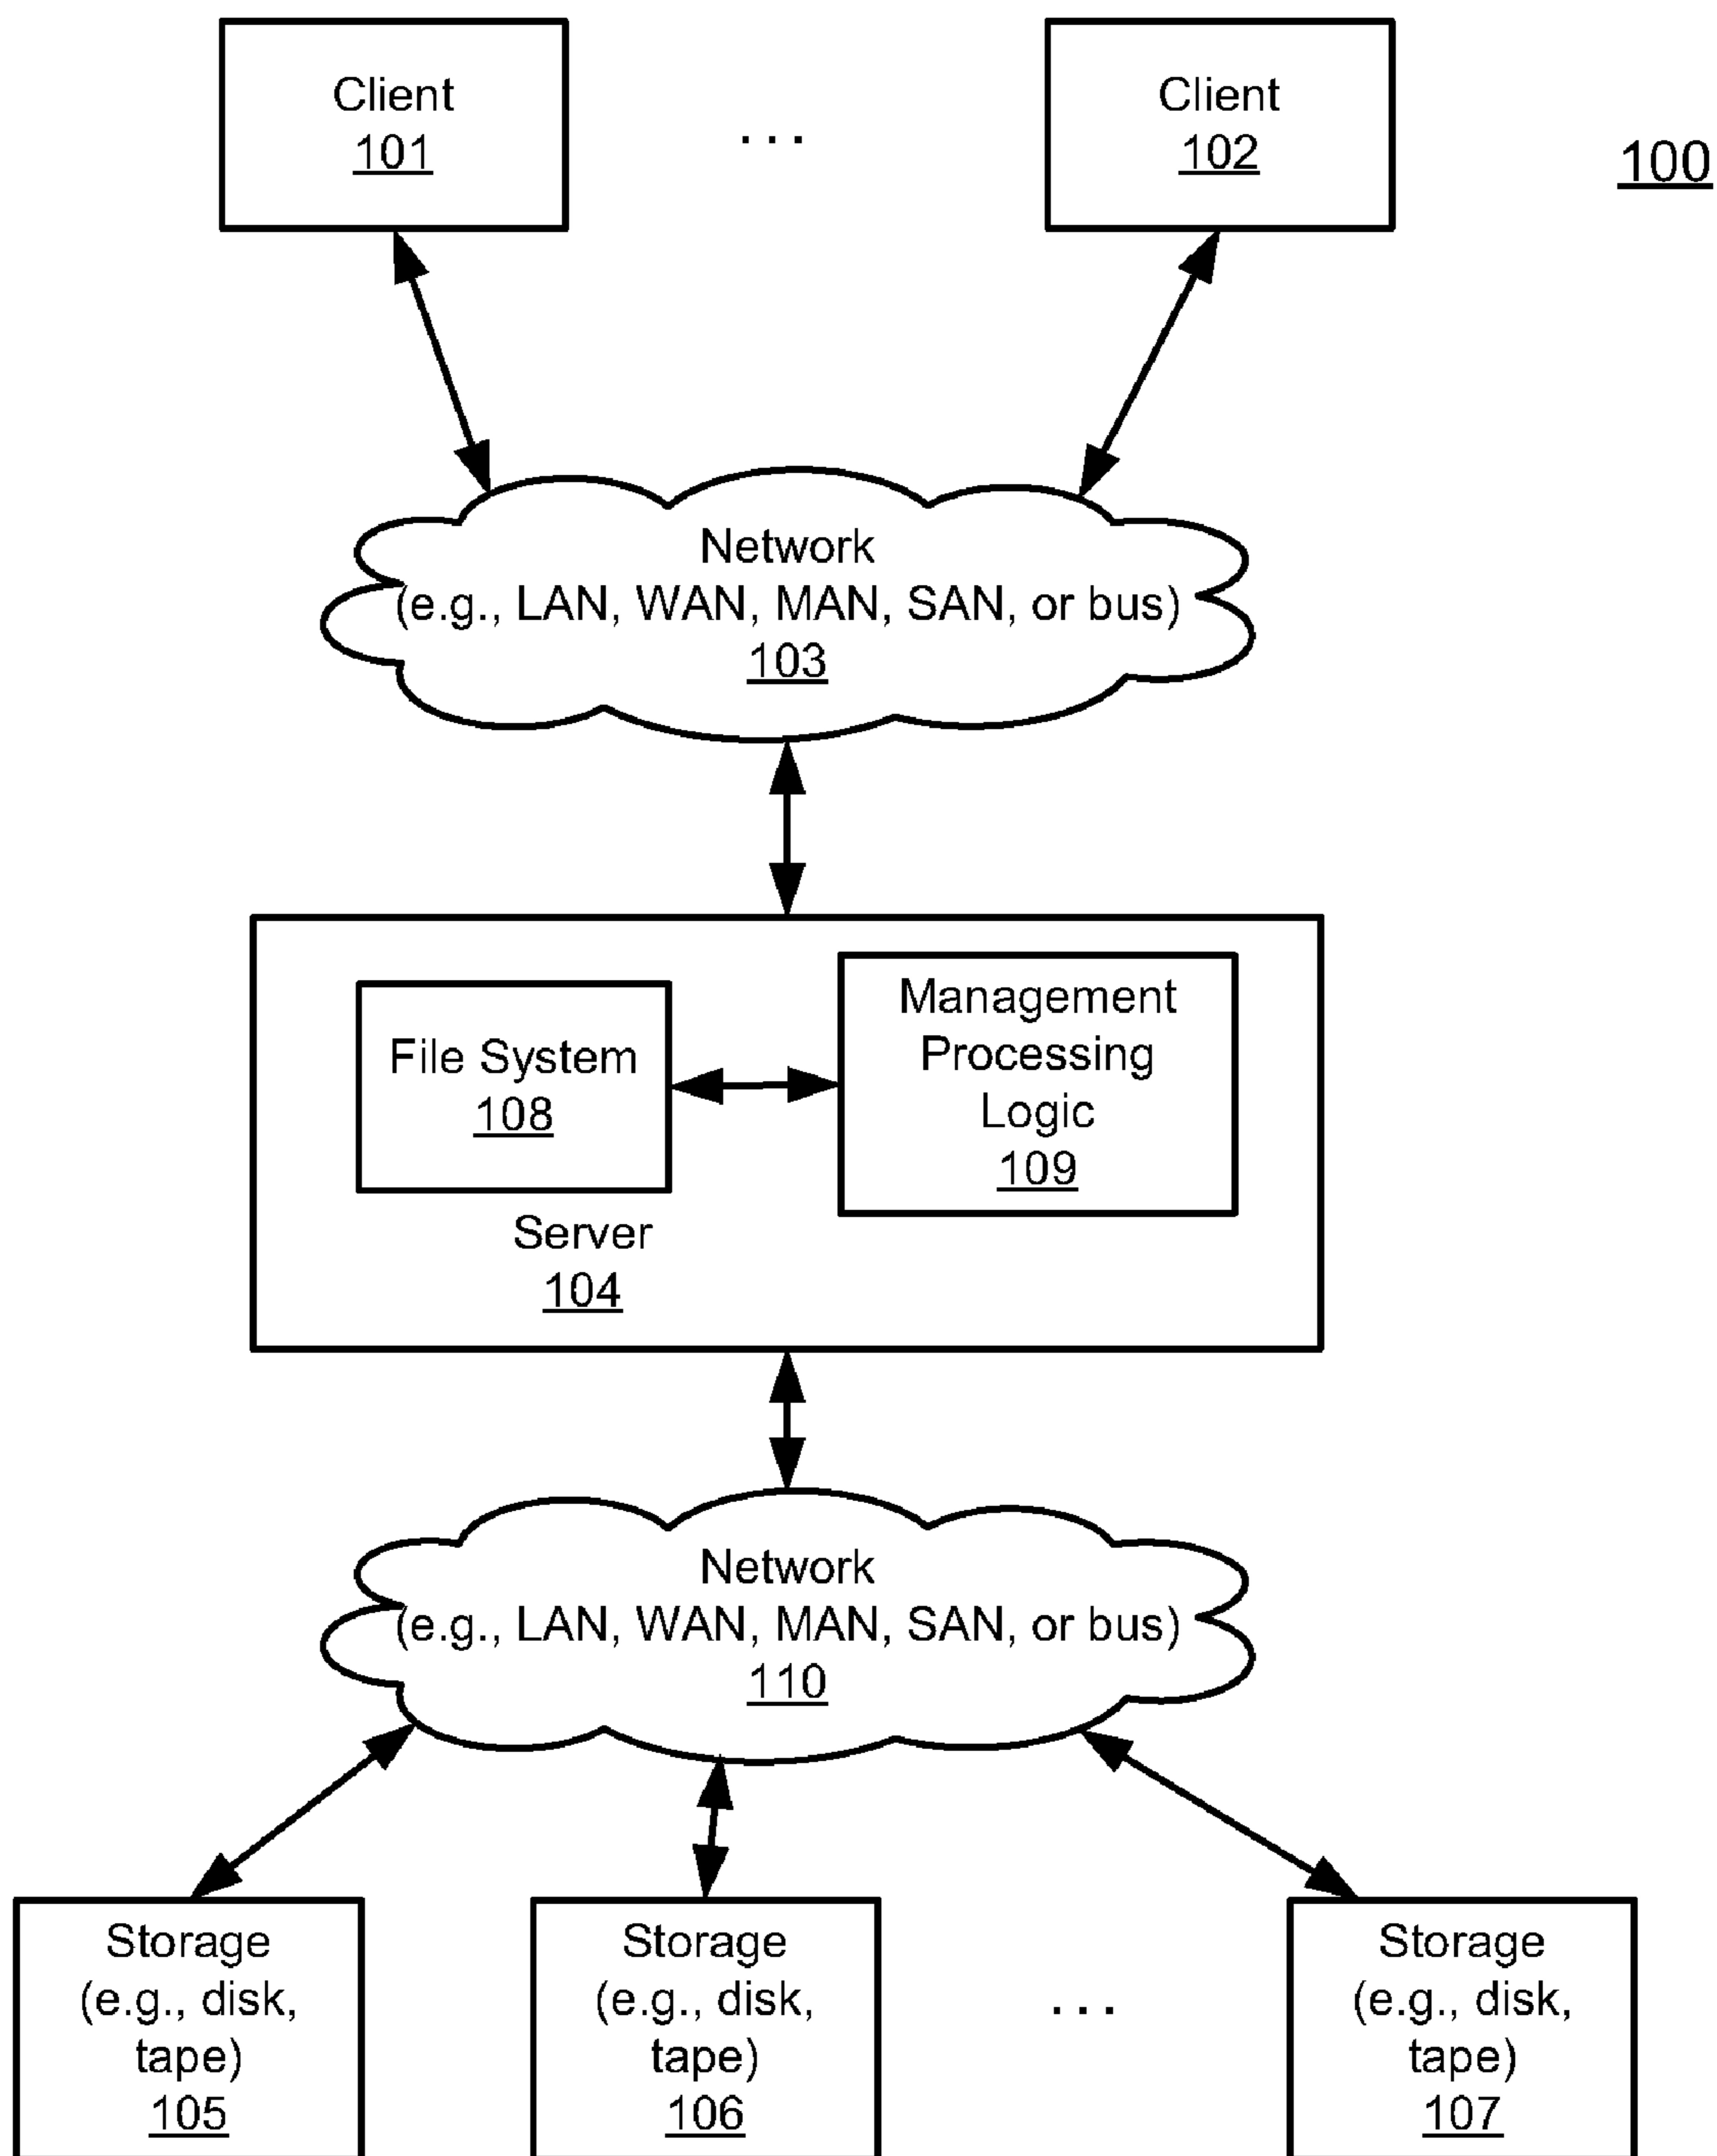 Client
101
...
Client
102
100
Network
(e.g., LAN, WAN, MAN, SAN, or bus)
103
File System
108
Management
Processing
Logic
109
Server
104
Network
(e.g., LAN, WAN, MAN, SAN, or bus)
110
Storage
(e.g., disk,
tape)
105
Storage
(e.g., disk,
tape)
106
...
Storage
(e.g., disk,
tape)
107